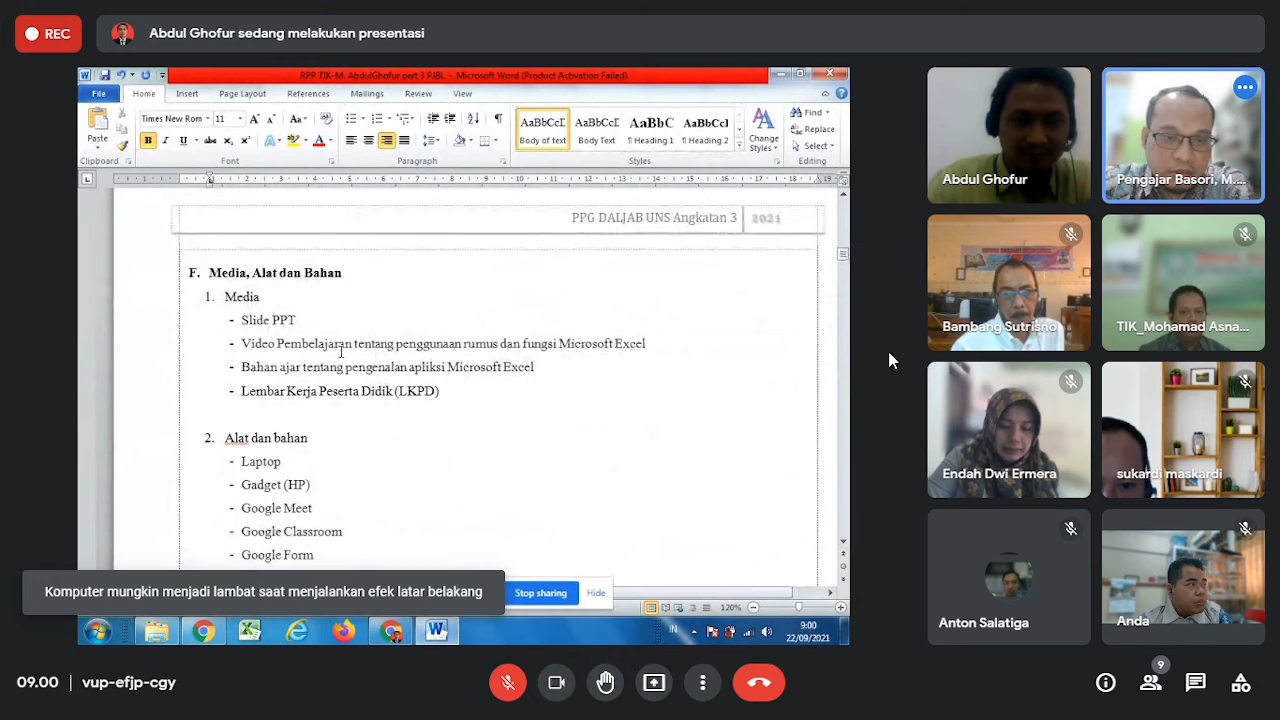 REC
Abdul Ghofur sedang melakukan presentasi
RPP TIK-M. AbdulGhofur pert 3 PJBL - Microsoft Word (Product Activation Failed)
File Home Insert Page Layout References Mailings Review View
Paste
Times New Rom 11
B I U abe x₂ x² A
AaBbCcI AaBbCcL AaBbC AaBbCcl
Body of text Body Text ¶ Heading 1 ¶ Heading 2
Change Styles
Find
Replace
Select
Clipboard Font Paragraph Styles Editing
PPG DALJAB UNS Angkatan 3 2021
F. Media, Alat dan Bahan
1. Media
- Slide PPT
- Video Pembelajaran tentang penggunaan rumus dan fungsi Microsoft Excel
- Bahan ajar tentang pengenalan apliksi Microsoft Excel
- Lembar Kerja Peserta Didik (LKPD)
2. Alat dan bahan
- Laptop
- Gadget (HP)
- Google Meet
- Google Classroom
- Google Form
Komputer mungkin menjadi lambat saat menjalankan efek latar belakang
Stop sharing
Hide
120%
IN
9:00
22/09/2021
Abdul Ghofur
Pengajar Basori, M....
Bambang Sutrisno
TIK_Mohamad Asna...
Endah Dwi Ermera
sukardi maskardi
Anton Salatiga
Anda
09.00 | vup-efjp-cgy
9